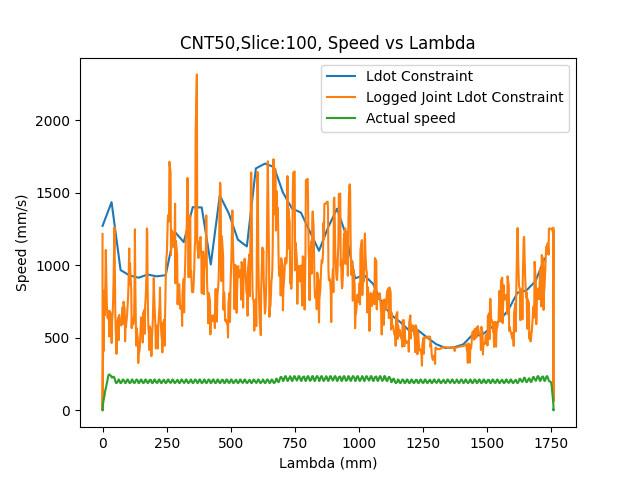 CNT50,Slice:100, Speed vs Lambda
Ldot Constraint
Logged Joint Ldot Constraint
Actual speed
Speed (mm/s)
2000
1500
1000
500
0
0 250 500 750 1000 1250 1500 1750
Lambda (mm)